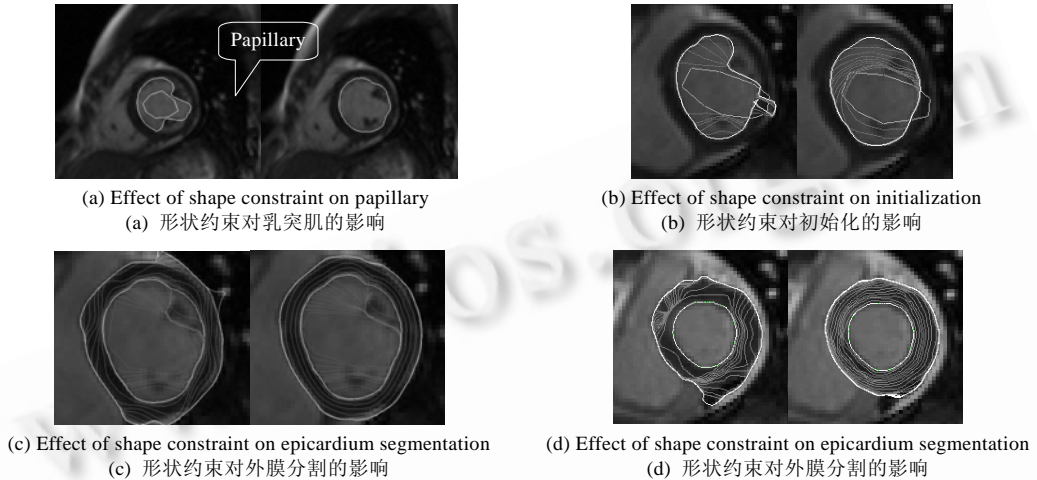 Papillary
(a) Effect of shape constraint on papillary
(a) 形状约束对乳突肌的影响
(b) Effect of shape constraint on initialization
(b) 形状约束对初始化的影响
(c) Effect of shape constraint on epicardium segmentation
(c) 形状约束对外膜分割的影响
(d) Effect of shape constraint on epicardium segmentation
(d) 形状约束对外膜分割的影响